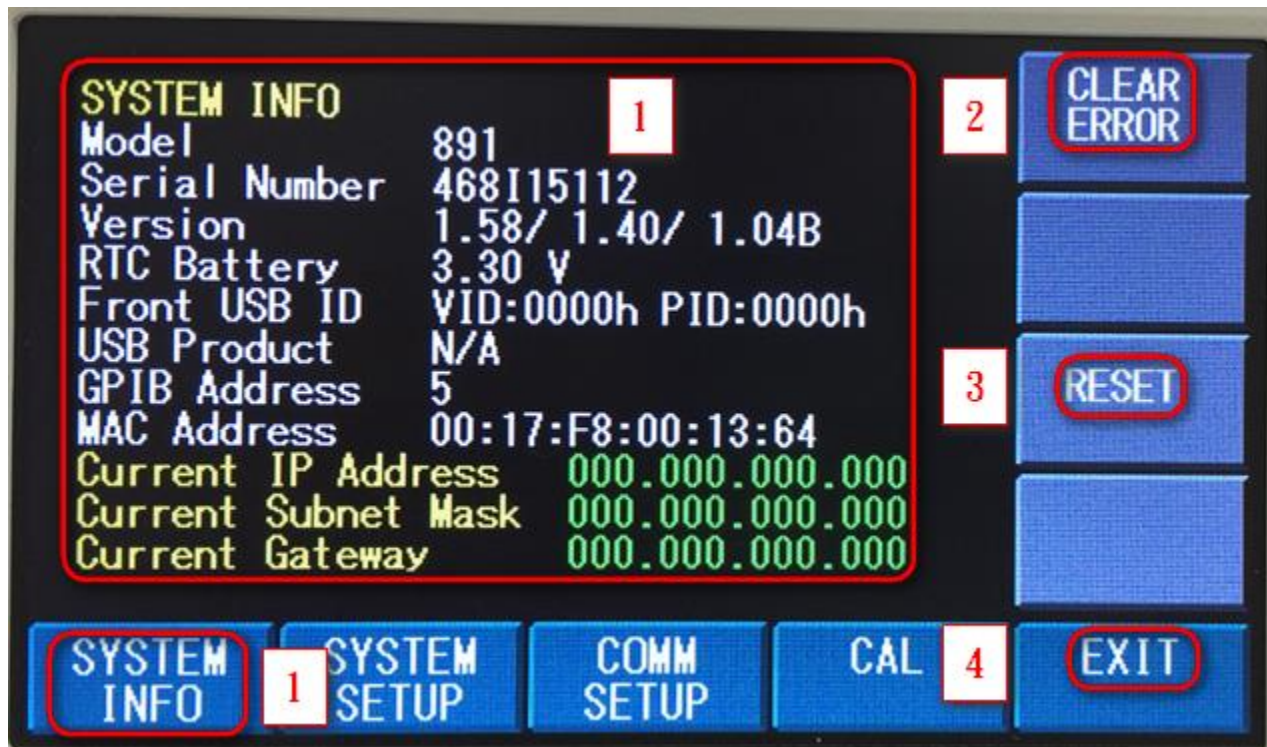 SYSTEM INFO
1
2
CLEAR
ERROR
Model 891
Serial Number 468I15112
Version 1.58/ 1.40/ 1.04B
RTC Battery 3.30 V
Front USB ID VID:0000h PID:0000h
USB Product N/A
GPIB Address 5
3
RESET
MAC Address 00:17:F8:00:13:64
Current IP Address 000.000.000.000
Current Subnet Mask 000.000.000.000
Current Gateway 000.000.000.000
SYSTEM
INFO
1
SYSTEM
SETUP
COMM
SETUP
CAL
4
EXIT